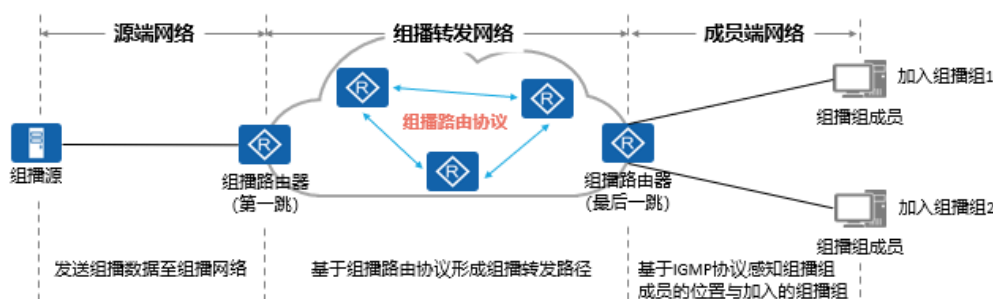 源端网络
组播转发网络
成员端网络
R
R
组播路由协议
R
R
R
组播源
组播路由器
(第一跳)
组播路由器
(最后一跳)
加入组播组1
组播组成员
加入组播组2
组播组成员
发送组播数据至组播网络
基于组播路由协议形成组播转发路径
基于IGMP协议感知组播组
成员的位置与加入的组播组